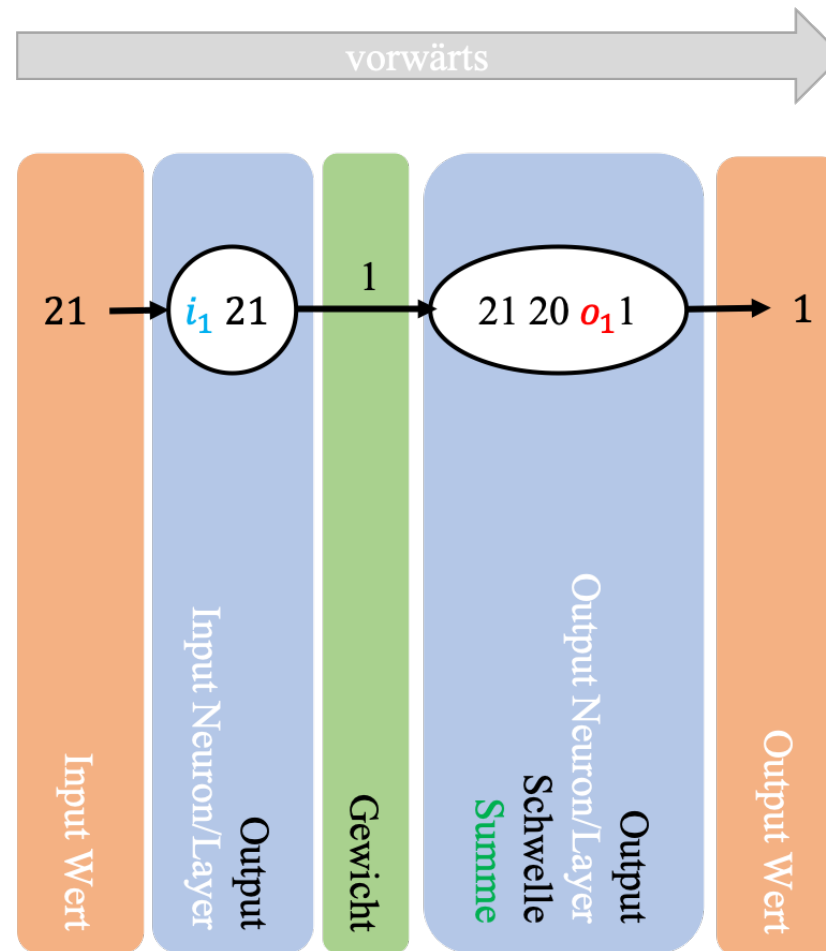 vorwärts
21
i₁ 21
1
21 20 o₁ 1
1
Input Wert
Input Neuron/Layer
Output
Gewicht
Summe
Schwelle
Output Neuron/Layer
Output
Output Wert